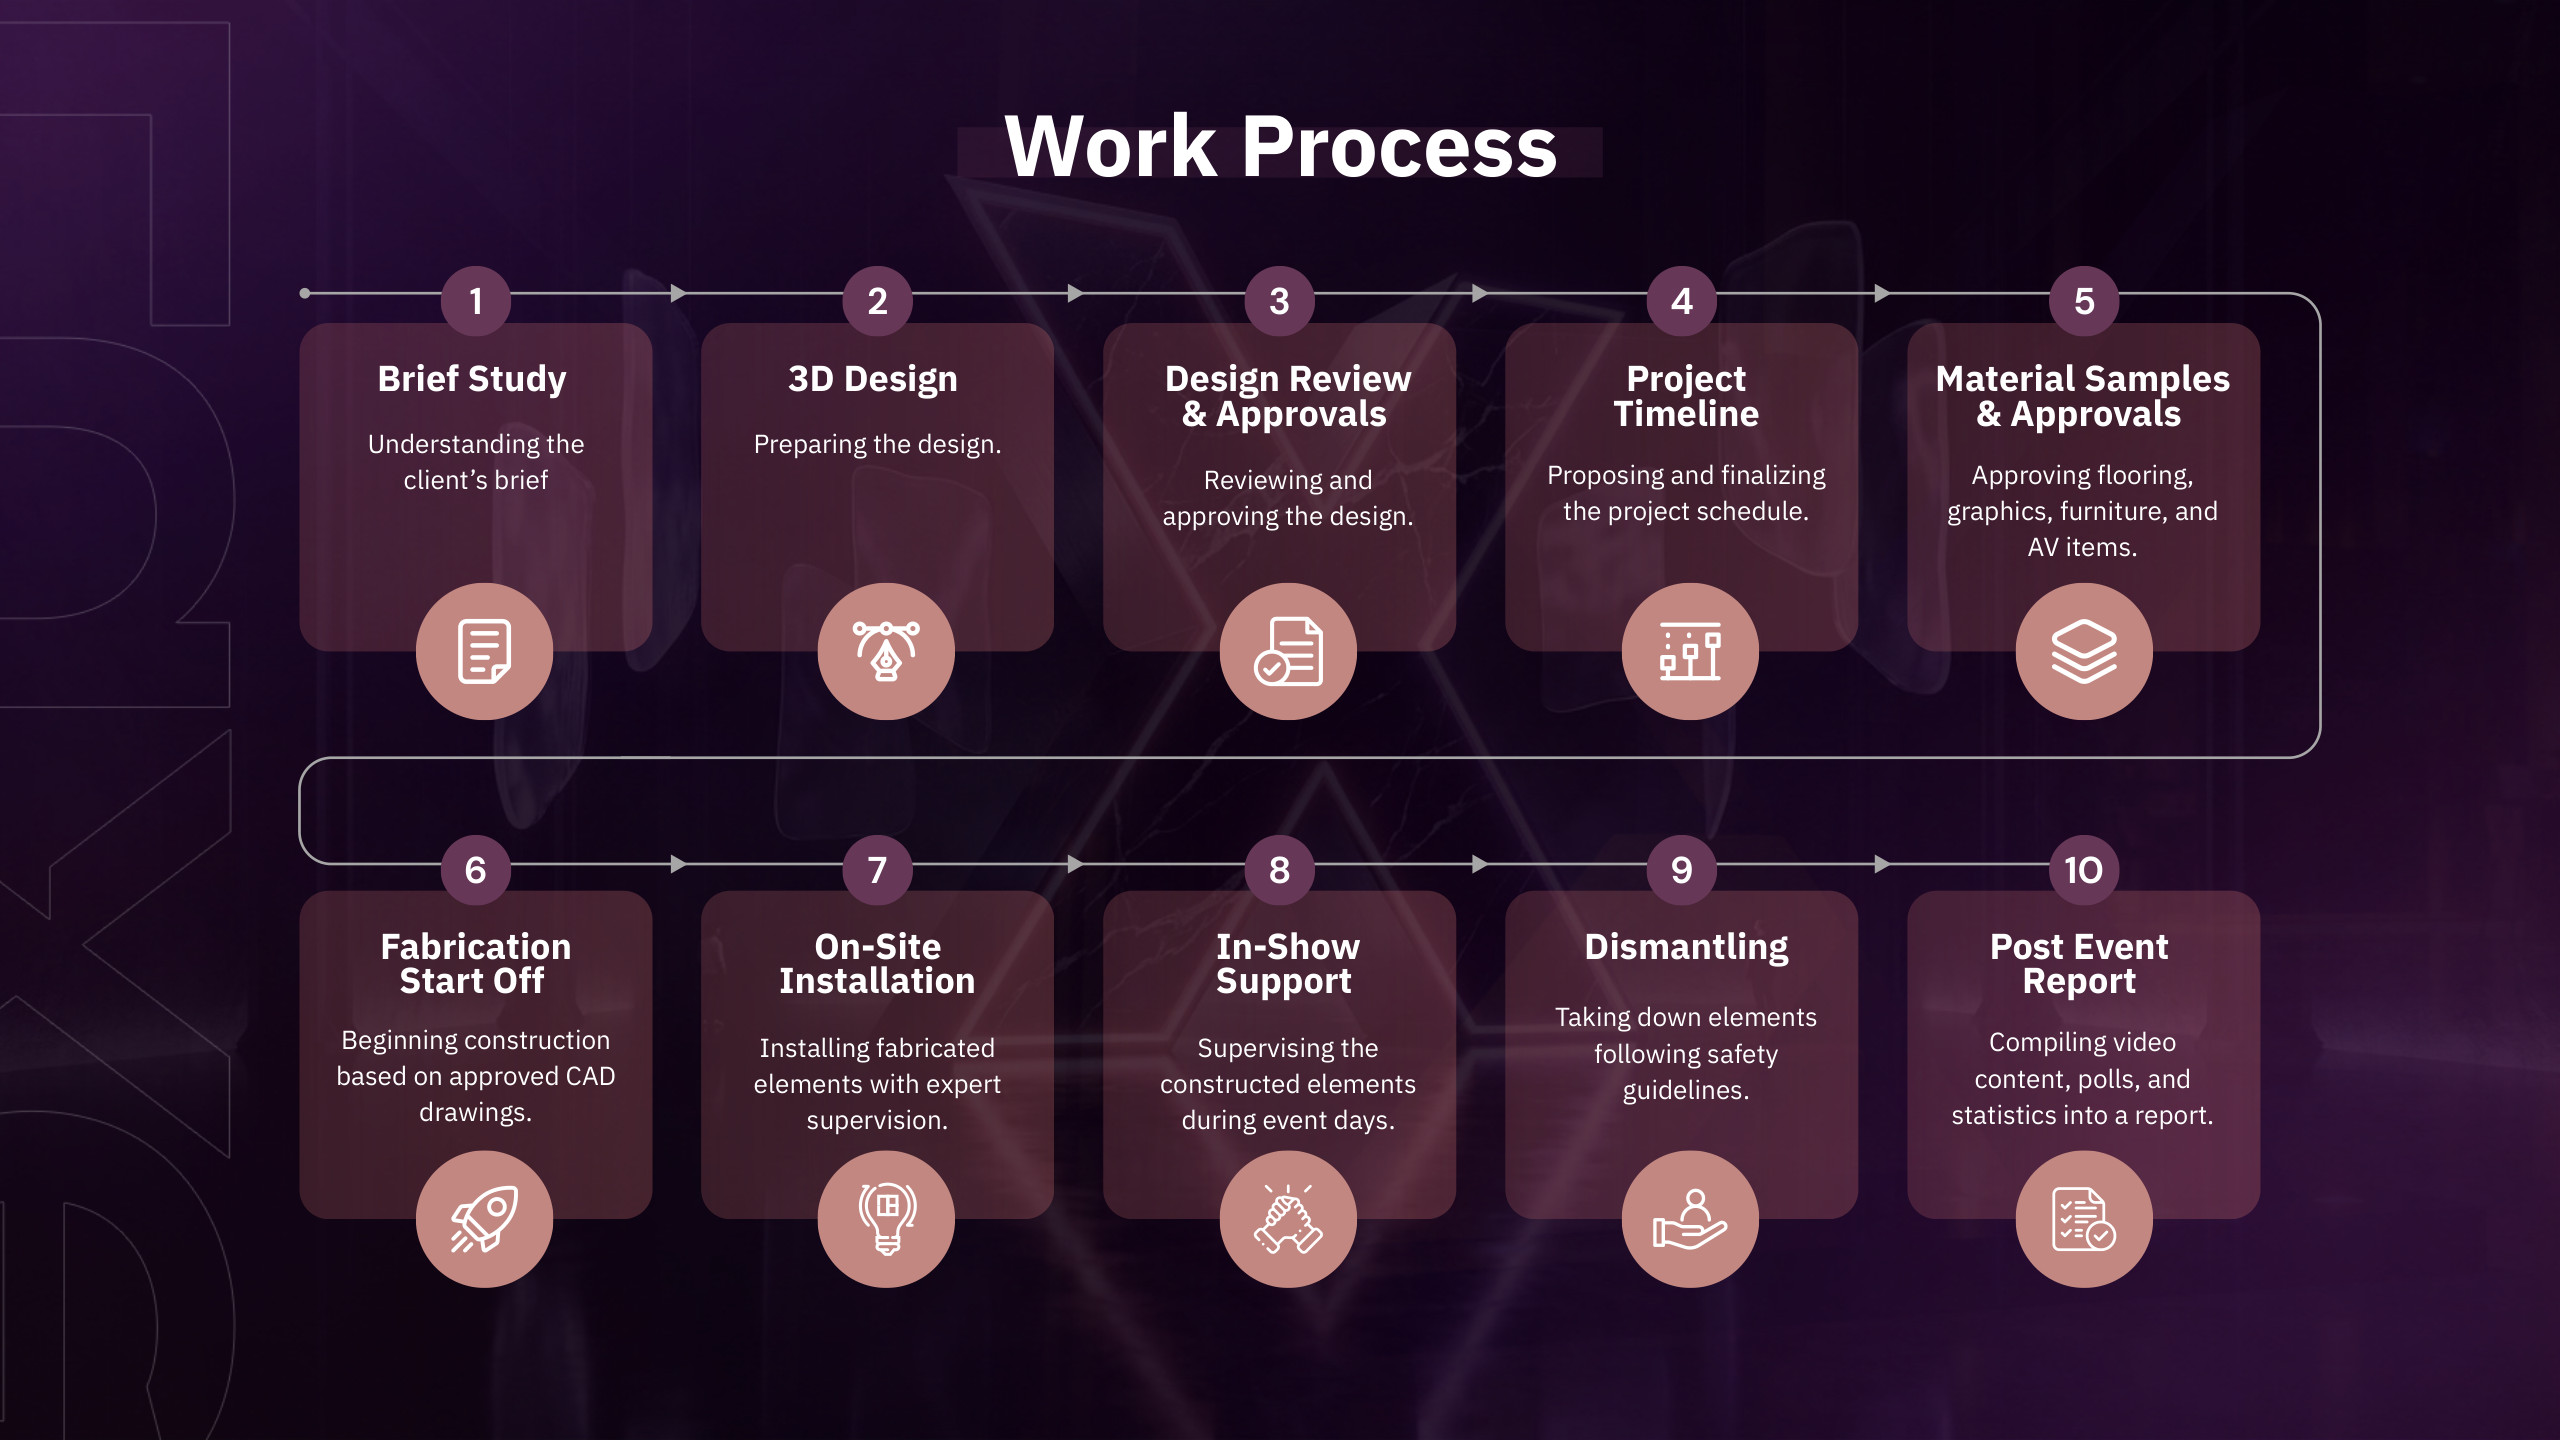 Work Process
1
Brief Study
Understanding the
client’s brief
2
3D Design
Preparing the design.
3
Design Review
& Approvals
Reviewing and
approving the design.
4
Project
Timeline
Proposing and finalizing
the project schedule.
5
Material Samples
& Approvals
Approving flooring,
graphics, furniture, and
AV items.
6
Fabrication
Start Off
Beginning construction
based on approved CAD
drawings.
7
On-Site
Installation
Installing fabricated
elements with expert
supervision.
8
In-Show
Support
Supervising the
constructed elements
during event days.
9
Dismantling
Taking down elements
following safety
guidelines.
10
Post Event
Report
Compiling video
content, polls, and
statistics into a report.